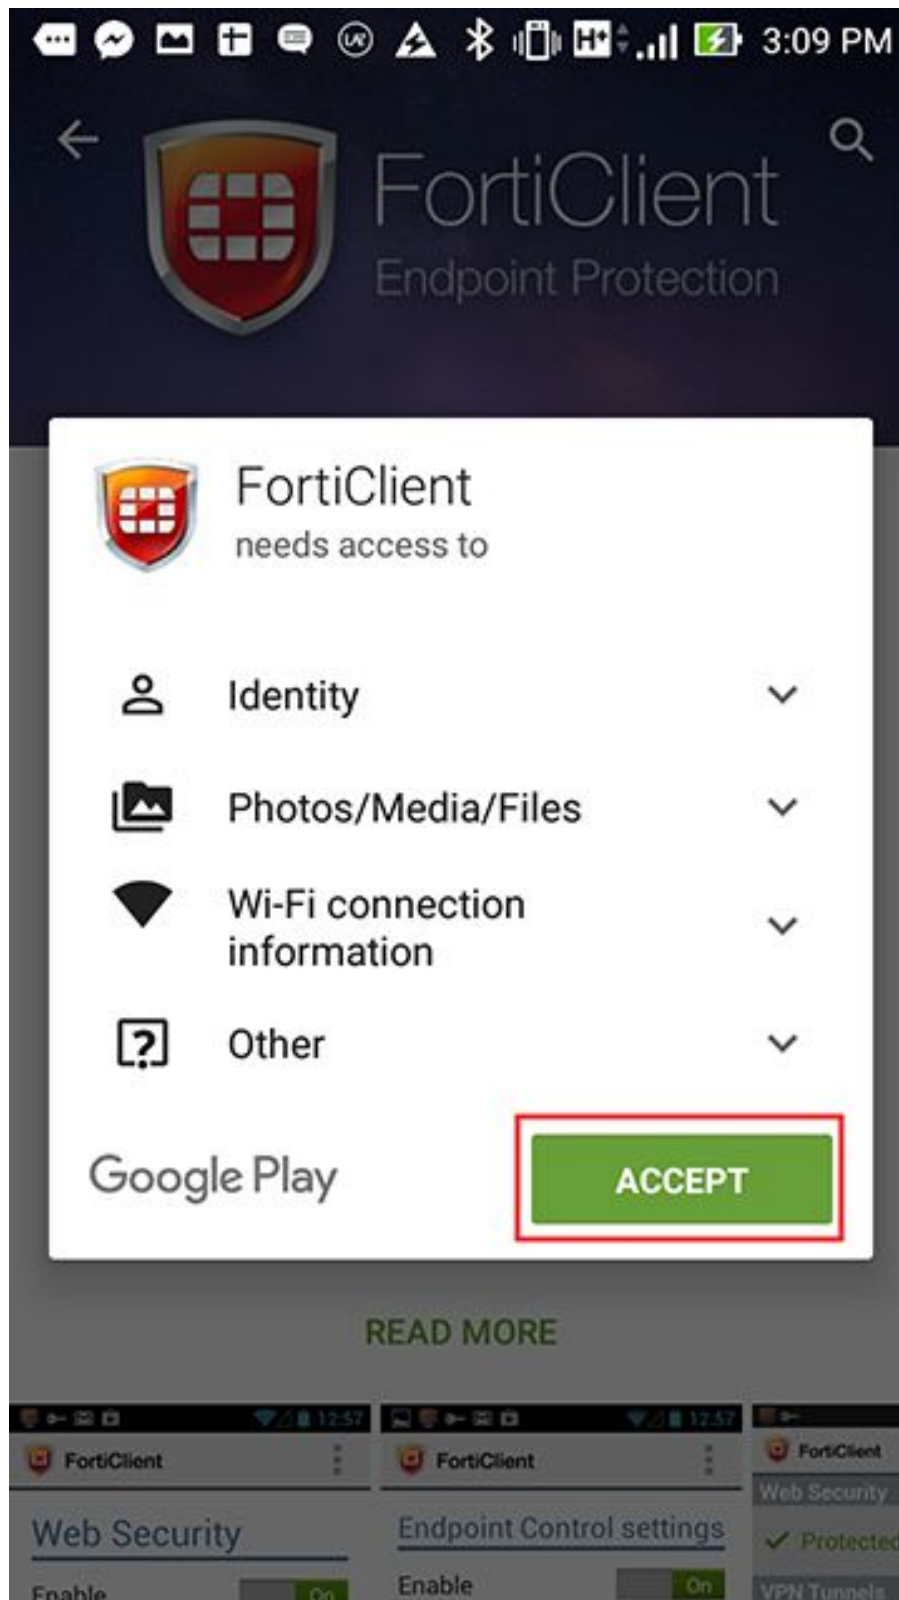 H+ 3:09 PM
FortiClient
Endpoint Protection
FortiClient
needs access to
Identity
Photos/Media/Files
Wi-Fi connection
information
Other
Google Play
ACCEPT
READ MORE
12:57
12:57
FortiClient
FortiClient
FortiClient
Web Security
Web Security
Endpoint Control settings
Protected
Enable
On
Enable
On
VPN Tunnels